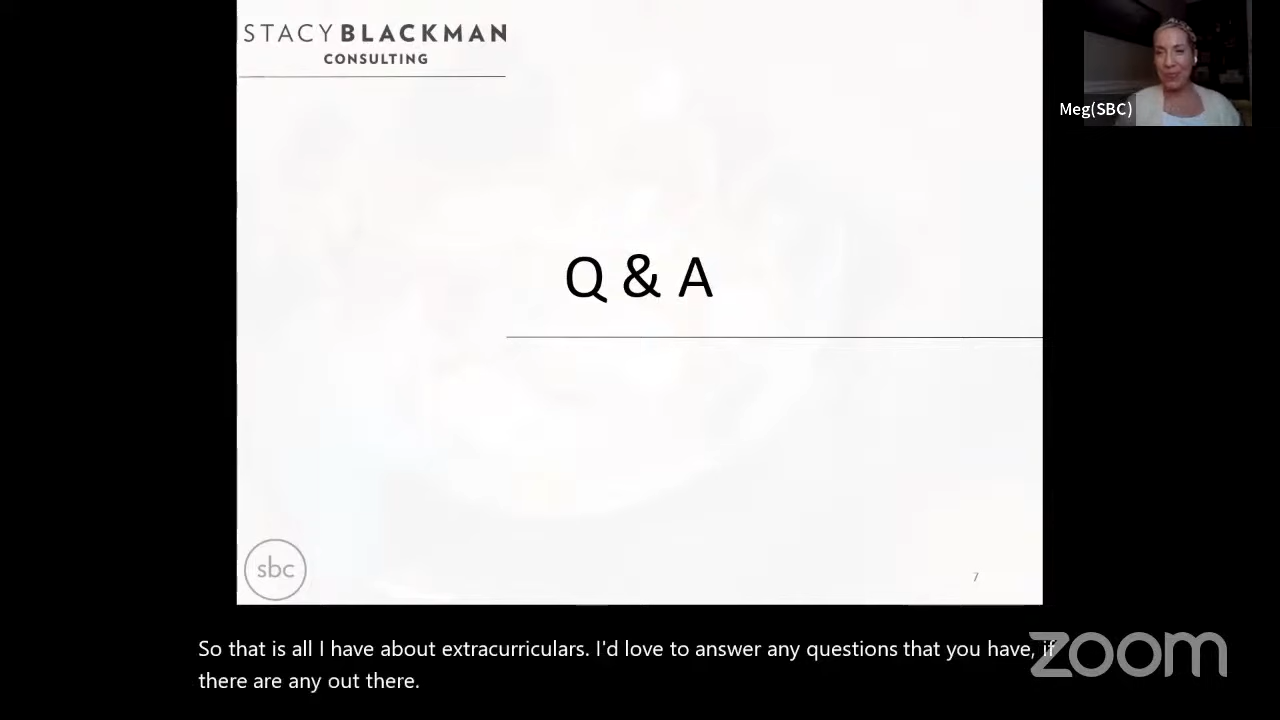 STACY BLACKMAN
CONSULTING
Meg(SBC)
Q & A
sbc
7
So that is all I have about extracurriculars. I'd love to answer any questions that you have, if
there are any out there.
zoom